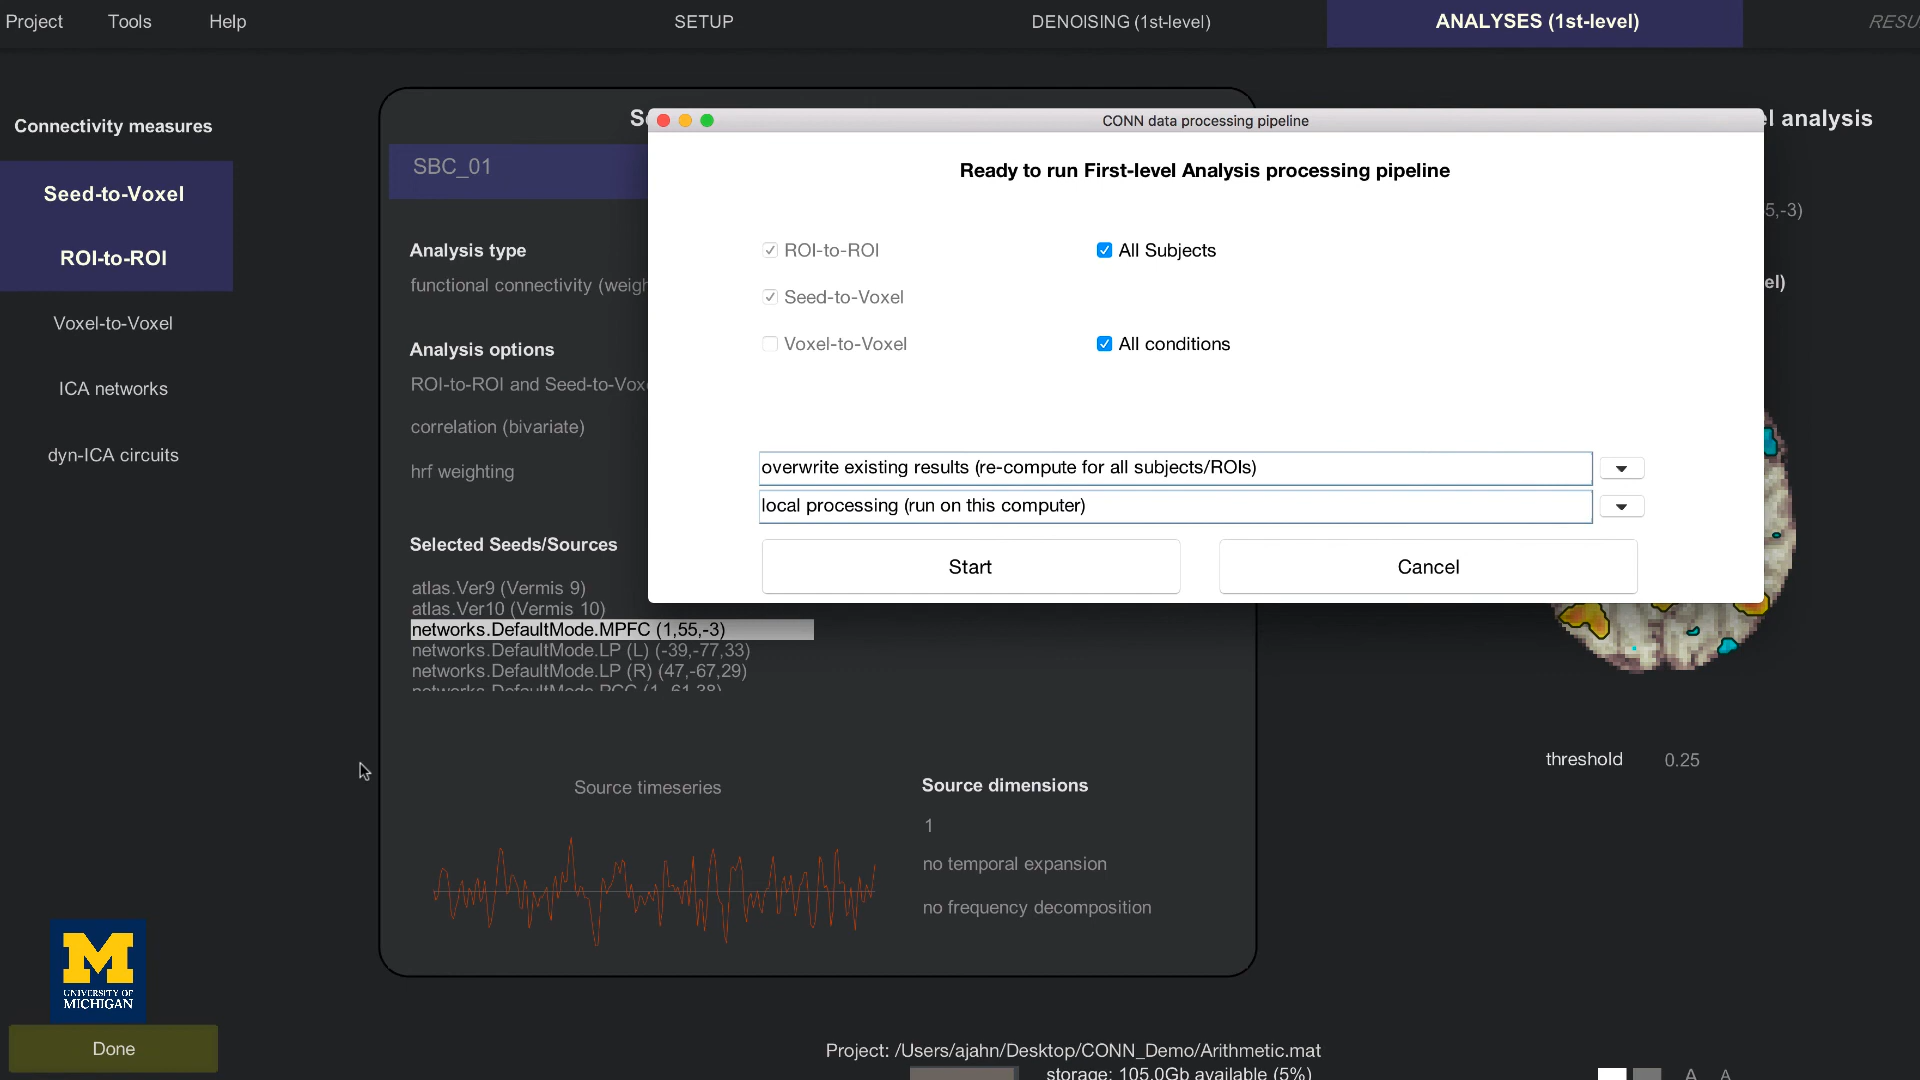 Project Tools Help SETUP DENOISING (1st-level) ANALYSES (1st-level) RESU
Connectivity measures
Seed-to-Voxel
ROI-to-ROI
Voxel-to-Voxel
ICA networks
dyn-ICA circuits
SBC_01
Analysis type
functional connectivity (weigh
Analysis options
ROI-to-ROI and Seed-to-Vox
correlation (bivariate)
hrf weighting
Selected Seeds/Sources
atlas.Ver9 (Vermis 9)
atlas.Ver10 (Vermis 10)
networks.DefaultMode.MPFC (1,55,-3)
networks.DefaultMode.LP (L) (-39,-77,33)
networks.DefaultMode.LP (R) (47,-67,29)
networks.DefaultMode.PCC (1,-61,38)
Source timeseries
Source dimensions
1
no temporal expansion
no frequency decomposition
CONN data processing pipeline
Ready to run First-level Analysis processing pipeline
ROI-to-ROI
All Subjects
Seed-to-Voxel
Voxel-to-Voxel
All conditions
overwrite existing results (re-compute for all subjects/ROIs)
local processing (run on this computer)
Start
Cancel
l analysis
5,-3)
el)
threshold 0.25
M
UNIVERSITY OF
MICHIGAN
Done
Project: /Users/ajahn/Desktop/CONN_Demo/Arithmetic.mat
storage: 105.0Gb available (5%)
A A